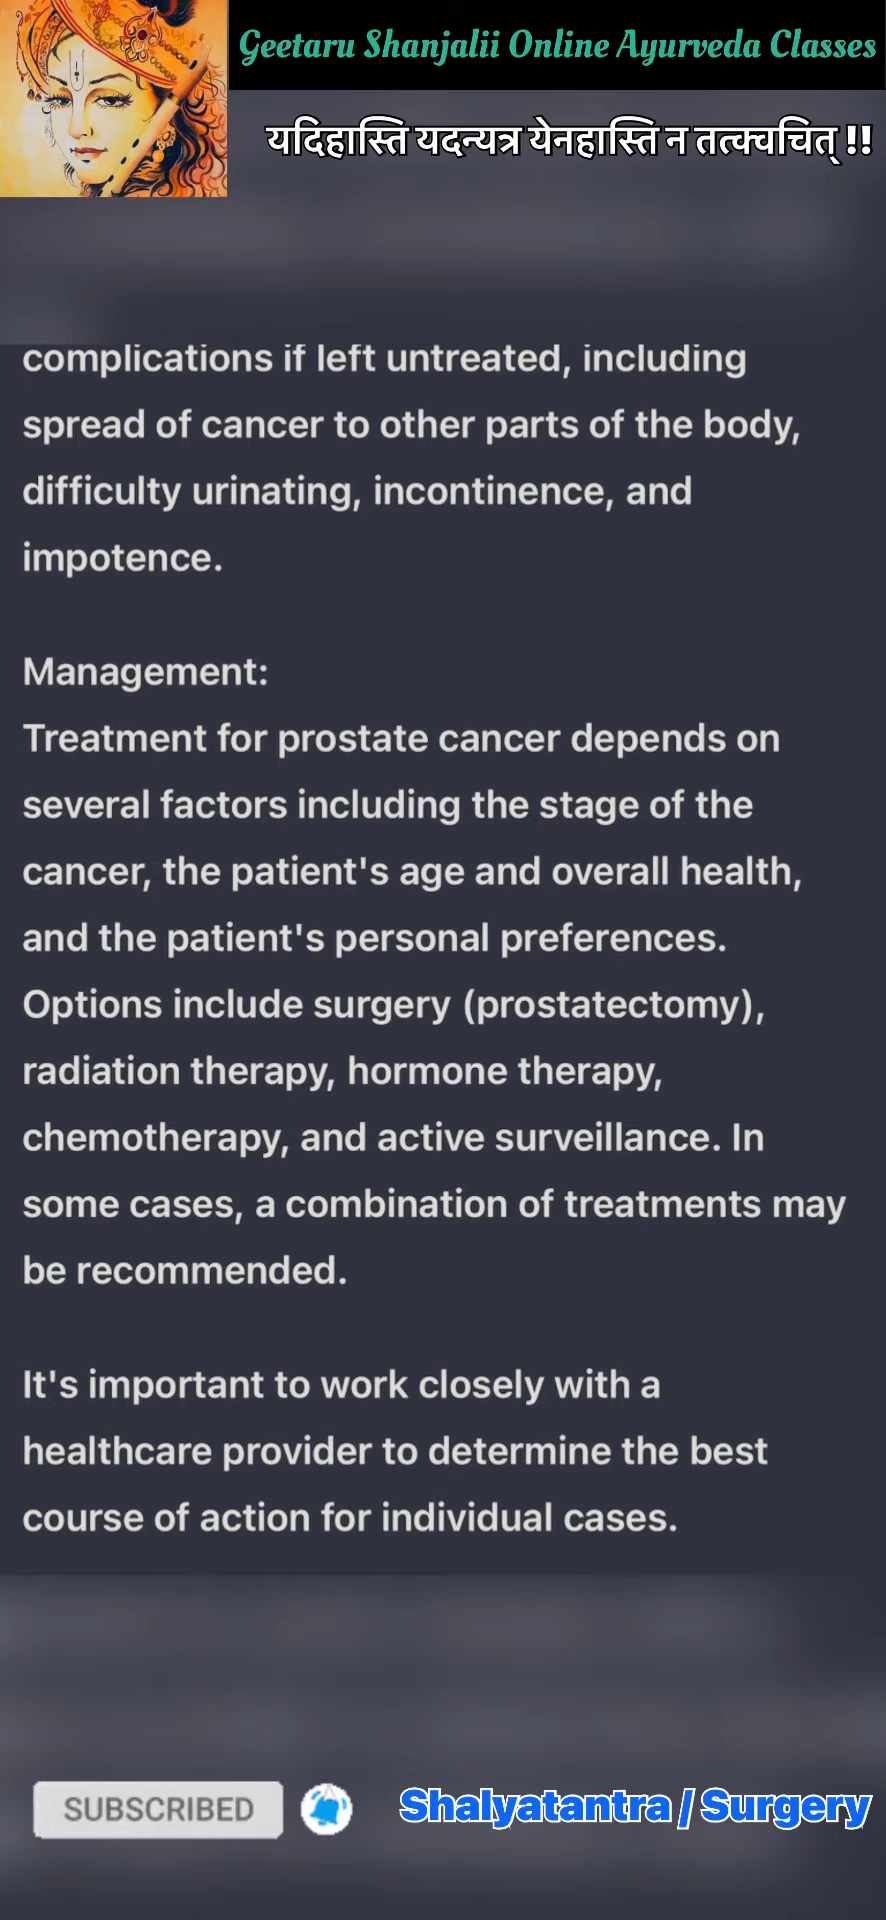 Geetaru Shanjalii Online Ayurveda Classes
यदिहास्ति यदन्यत्र येनहास्ति न तत्क्वचित् !!
complications if left untreated, including
spread of cancer to other parts of the body,
difficulty urinating, incontinence, and
impotence.
Management:
Treatment for prostate cancer depends on
several factors including the stage of the
cancer, the patient's age and overall health,
and the patient's personal preferences.
Options include surgery (prostatectomy),
radiation therapy, hormone therapy,
chemotherapy, and active surveillance. In
some cases, a combination of treatments may
be recommended.
It's important to work closely with a
healthcare provider to determine the best
course of action for individual cases.
SUBSCRIBED
Shalyatantra / Surgery